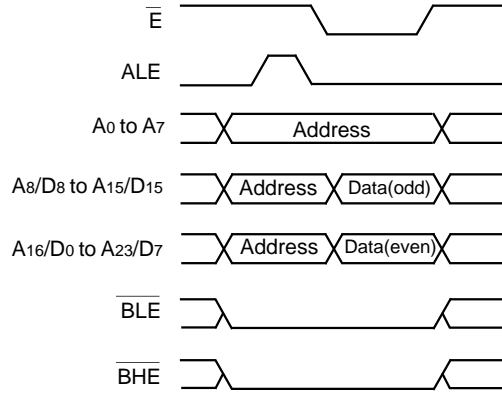 E
ALE
A0 to A7 Address
A8/D8 to A15/D15 Address Data(odd)
A16/D0 to A23/D7 Address Data(even)
BLE
BHE